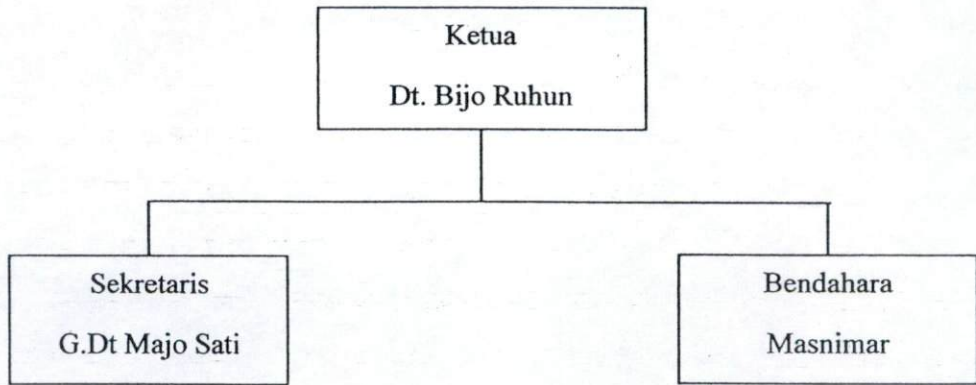 Ketua
Dt. Bijo Ruhun
Sekretaris
G.Dt Majo Sati
Bendahara
Masnimar